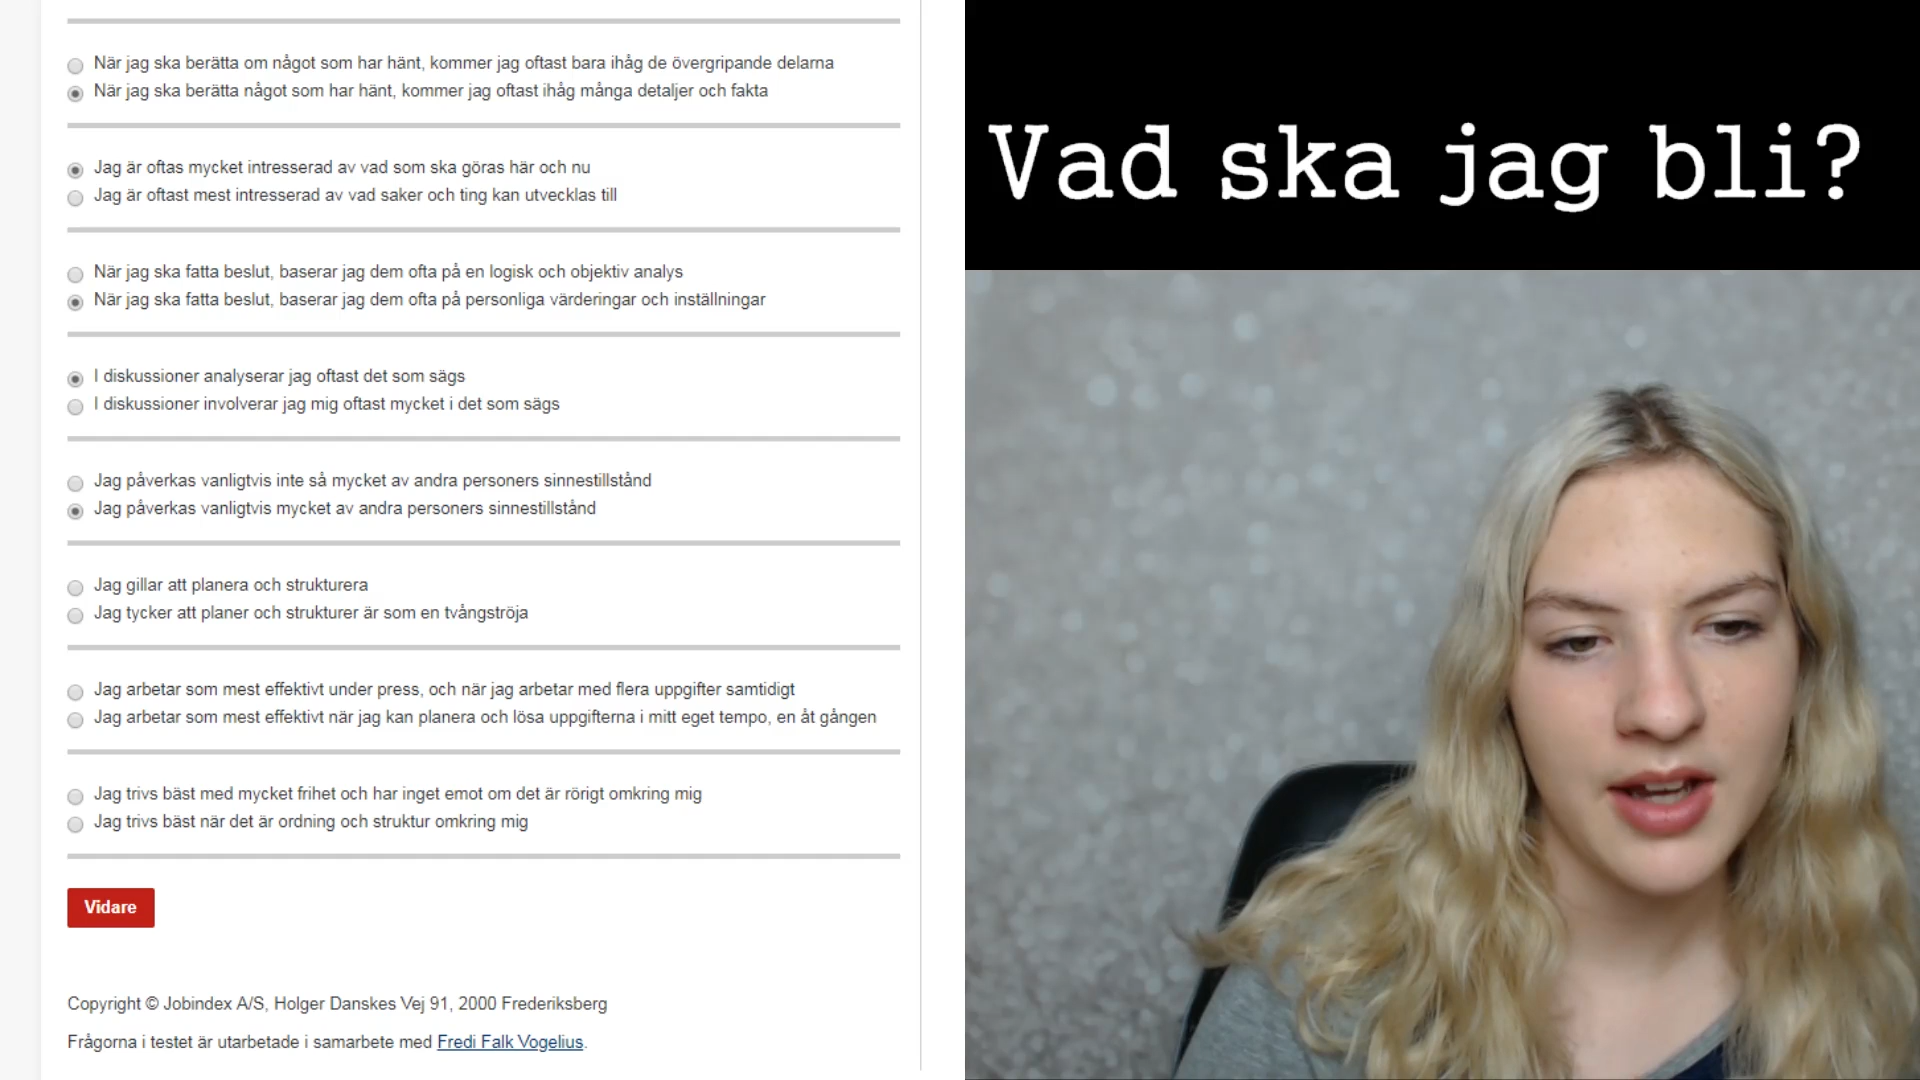 När jag ska berätta om något som har hänt, kommer jag oftast bara ihåg de övergripande delarna
När jag ska berätta något som har hänt, kommer jag oftast ihåg många detaljer och fakta
Jag är oftas mycket intresserad av vad som ska göras här och nu
Jag är oftast mest intresserad av vad saker och ting kan utvecklas till
När jag ska fatta beslut, baserar jag dem ofta på en logisk och objektiv analys
När jag ska fatta beslut, baserar jag dem ofta på personliga värderingar och inställningar
I diskussioner analyserar jag oftast det som sägs
I diskussioner involverar jag mig oftast mycket i det som sägs
Jag påverkas vanligtvis inte så mycket av andra personers sinnestillstånd
Jag påverkas vanligtvis mycket av andra personers sinnestillstånd
Jag gillar att planera och strukturera
Jag tycker att planer och strukturer är som en tvångströja
Jag arbetar som mest effektivt under press, och när jag arbetar med flera uppgifter samtidigt
Jag arbetar som mest effektivt när jag kan planera och lösa uppgifterna i mitt eget tempo, en åt gången
Jag trivs bäst med mycket frihet och har inget emot om det är rörigt omkring mig
Jag trivs bäst när det är ordning och struktur omkring mig
Vidare
Copyright © Jobindex A/S, Holger Danskes Vej 91, 2000 Frederiksberg
Frågorna i testet är utarbetade i samarbete med Fredi Falk Vogelius.
Vad ska jag bli?